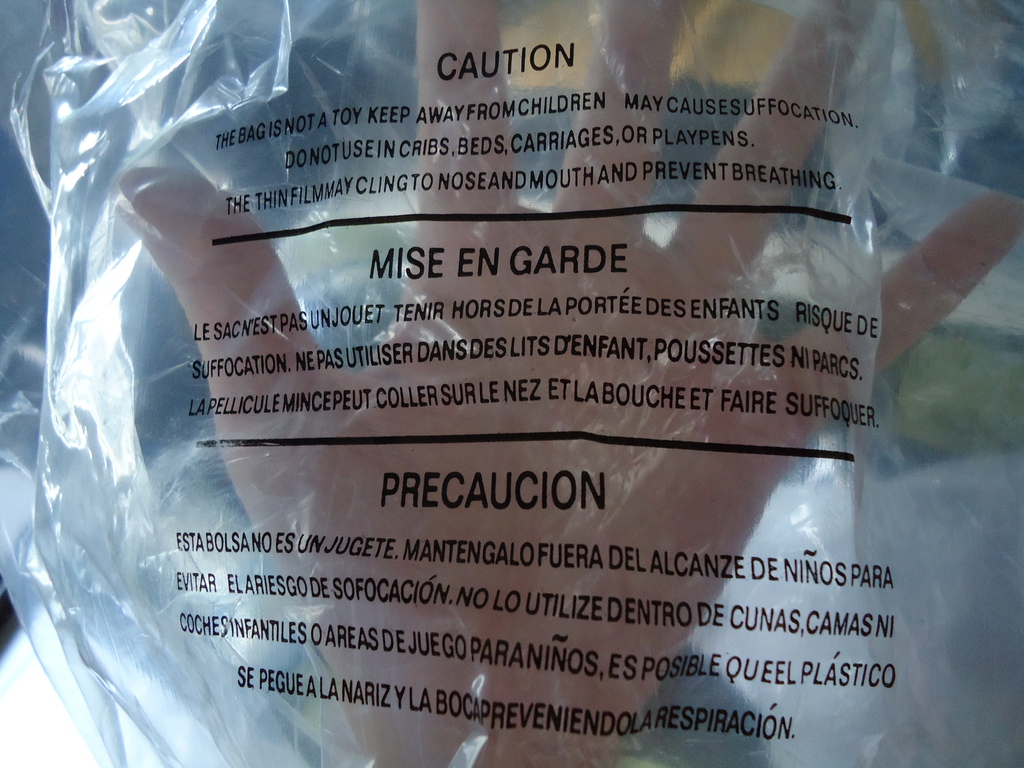 CAUTION
THE BAG IS NOT A TOY KEEP AWAY FROM CHILDREN MAY CAUSE SUFFOCATION.
DO NOT USE IN CRIBS, BEDS, CARRIAGES, OR PLAYPENS.
THE THIN FILM MAY CLING TO NOSE AND MOUTH AND PREVENT BREATHING.
MISE EN GARDE
LE SAC N'EST PAS UN JOUET TENIR HORS DE LA PORTÉE DES ENFANTS RISQUE DE
SUFFOCATION. NE PAS UTILISER DANS DES LITS D'ENFANT, POUSSETTES NI PARCS.
LA PELLICULE MINCE PEUT COLLER SUR LE NEZ ET LA BOUCHE ET FAIRE SUFFOQUER.
PRECAUCION
ESTA BOLSA NO ES UN JUGETE. MANTENGALO FUERA DEL ALCANZE DE NIÑOS PARA
EVITAR EL ARIESGO DE SOFOCACIÓN. NO LO UTILIZE DENTRO DE CUNAS, CAMAS NI
COCHES INFANTILES O AREAS DE JUEGO PARA NIÑOS, ES POSIBLE QUE EL PLÁSTICO
SE PEGUE A LA NARIZ Y LA BOCA PREVENIENDO LA RESPIRACIÓN.